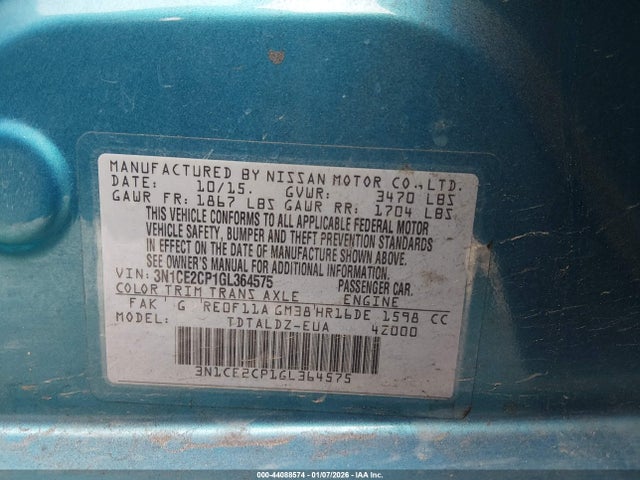 MANUFACTURED BY NISSAN MOTOR CO.,LTD.
DATE: 10/15. GVWR: 3470 LBS
GAWR FR: 1867 LBS GAWR RR: 1704 LBS
THIS VEHICLE CONFORMS TO ALL APPLICABLE FEDERAL MOTOR
VEHICLE SAFETY, BUMPER AND THEFT PREVENTION STANDARDS
IN EFFECT ON THE DATE OF MANUFACTURE SHOWN ABOVE.
SEE OWNER'S MANUAL FOR ADDITIONAL INFORMATION.
VIN: 3N1CE2CP1GL364575 PASSENGER CAR.
COLOR TRIM TRANS AXLE ENGINE
FAK G RE0F11A GM38 HR16DE 1598 CC
MODEL: TDTALDZ-EUA 4Z000
3N1CE2CP1GL364575
000-44088574 - 01/07/2026 - IAA Inc.